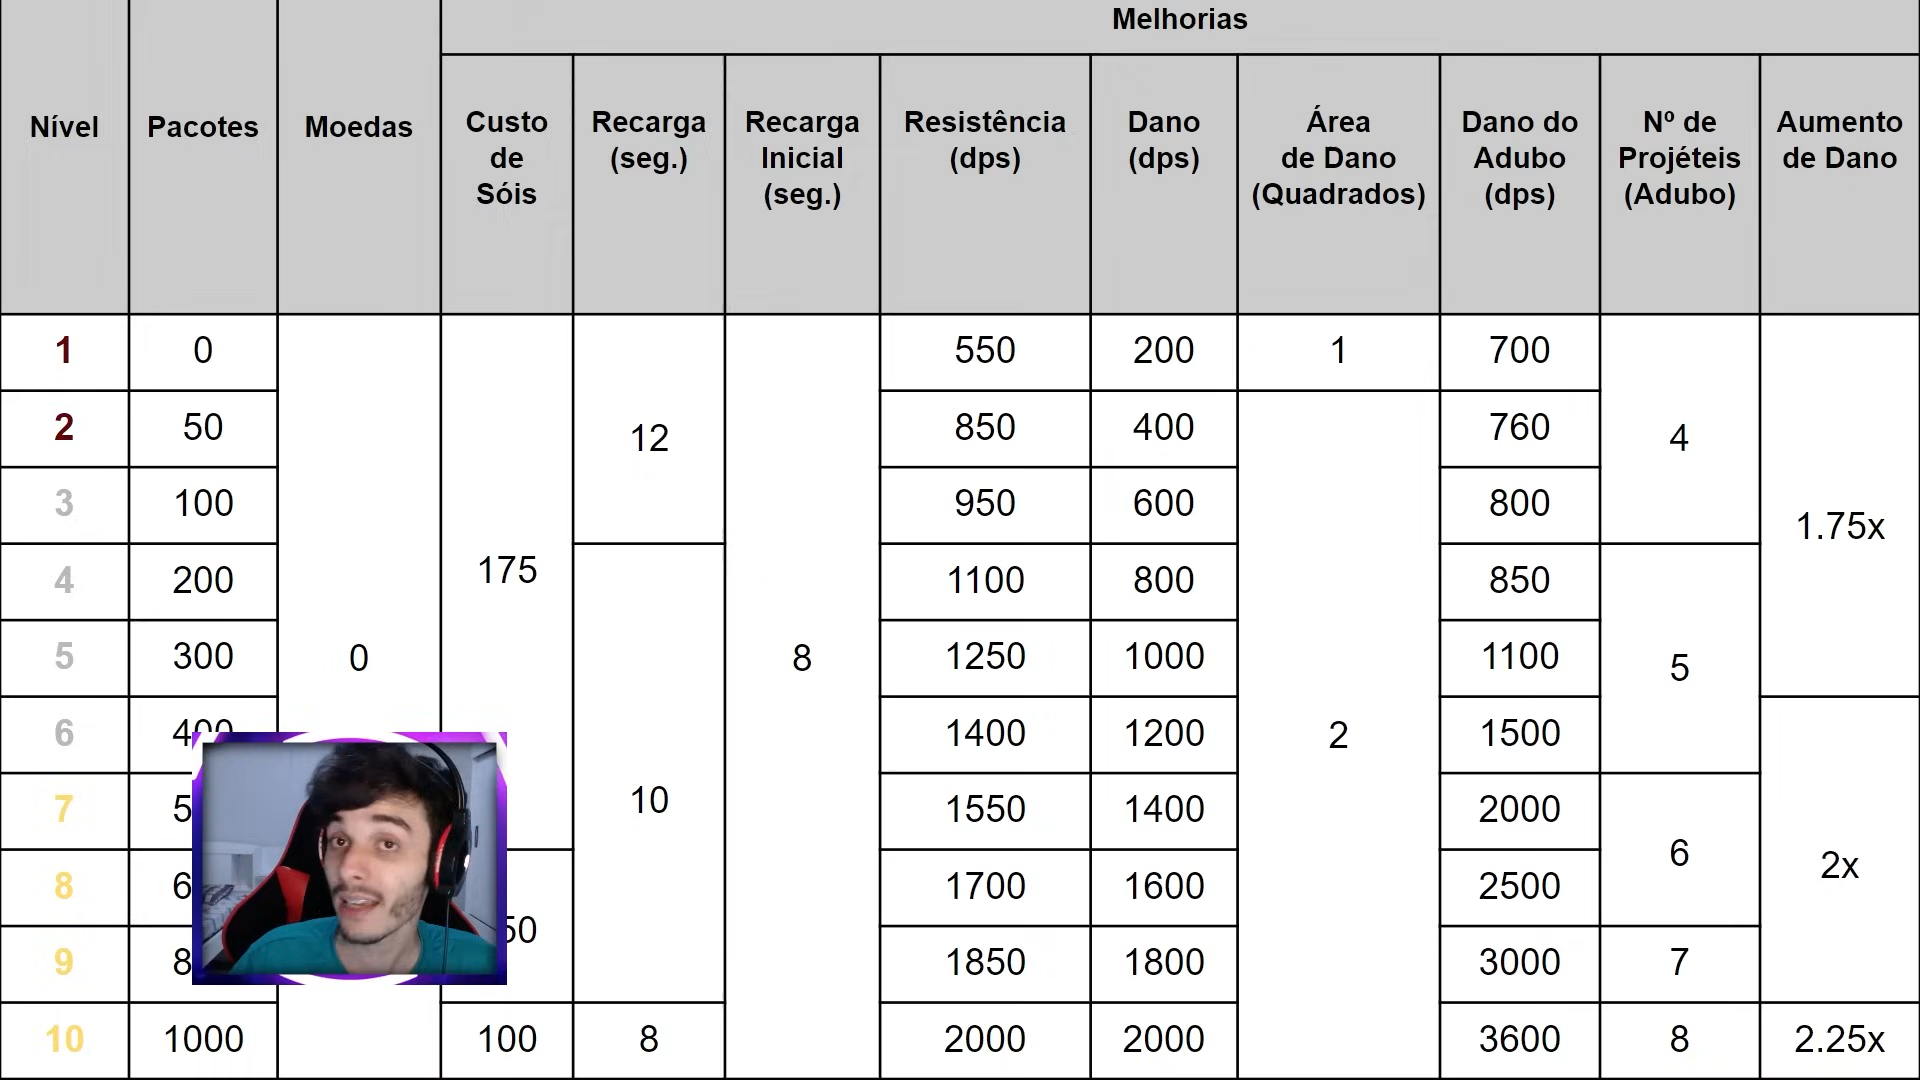 Melhorias
Nível Pacotes Moedas Custo de Sóis Recarga (seg.) Recarga Inicial (seg.) Resistência (dps) Dano (dps) Área de Dano (Quadrados) Dano do Adubo (dps) Nº de Projéteis (Adubo) Aumento de Dano
1 0 550 200 1 700
2 50 12 850 400 760 4
3 100 950 600 800 1.75x
4 200 175 1100 800 850
5 300 0 8 1250 1000 1100 5
6 1400 1200 2 1500
7 10 1550 1400 2000
8 1700 1600 2500 6 2x
9 1850 1800 3000 7
10 1000 100 8 2000 2000 3600 8 2.25x